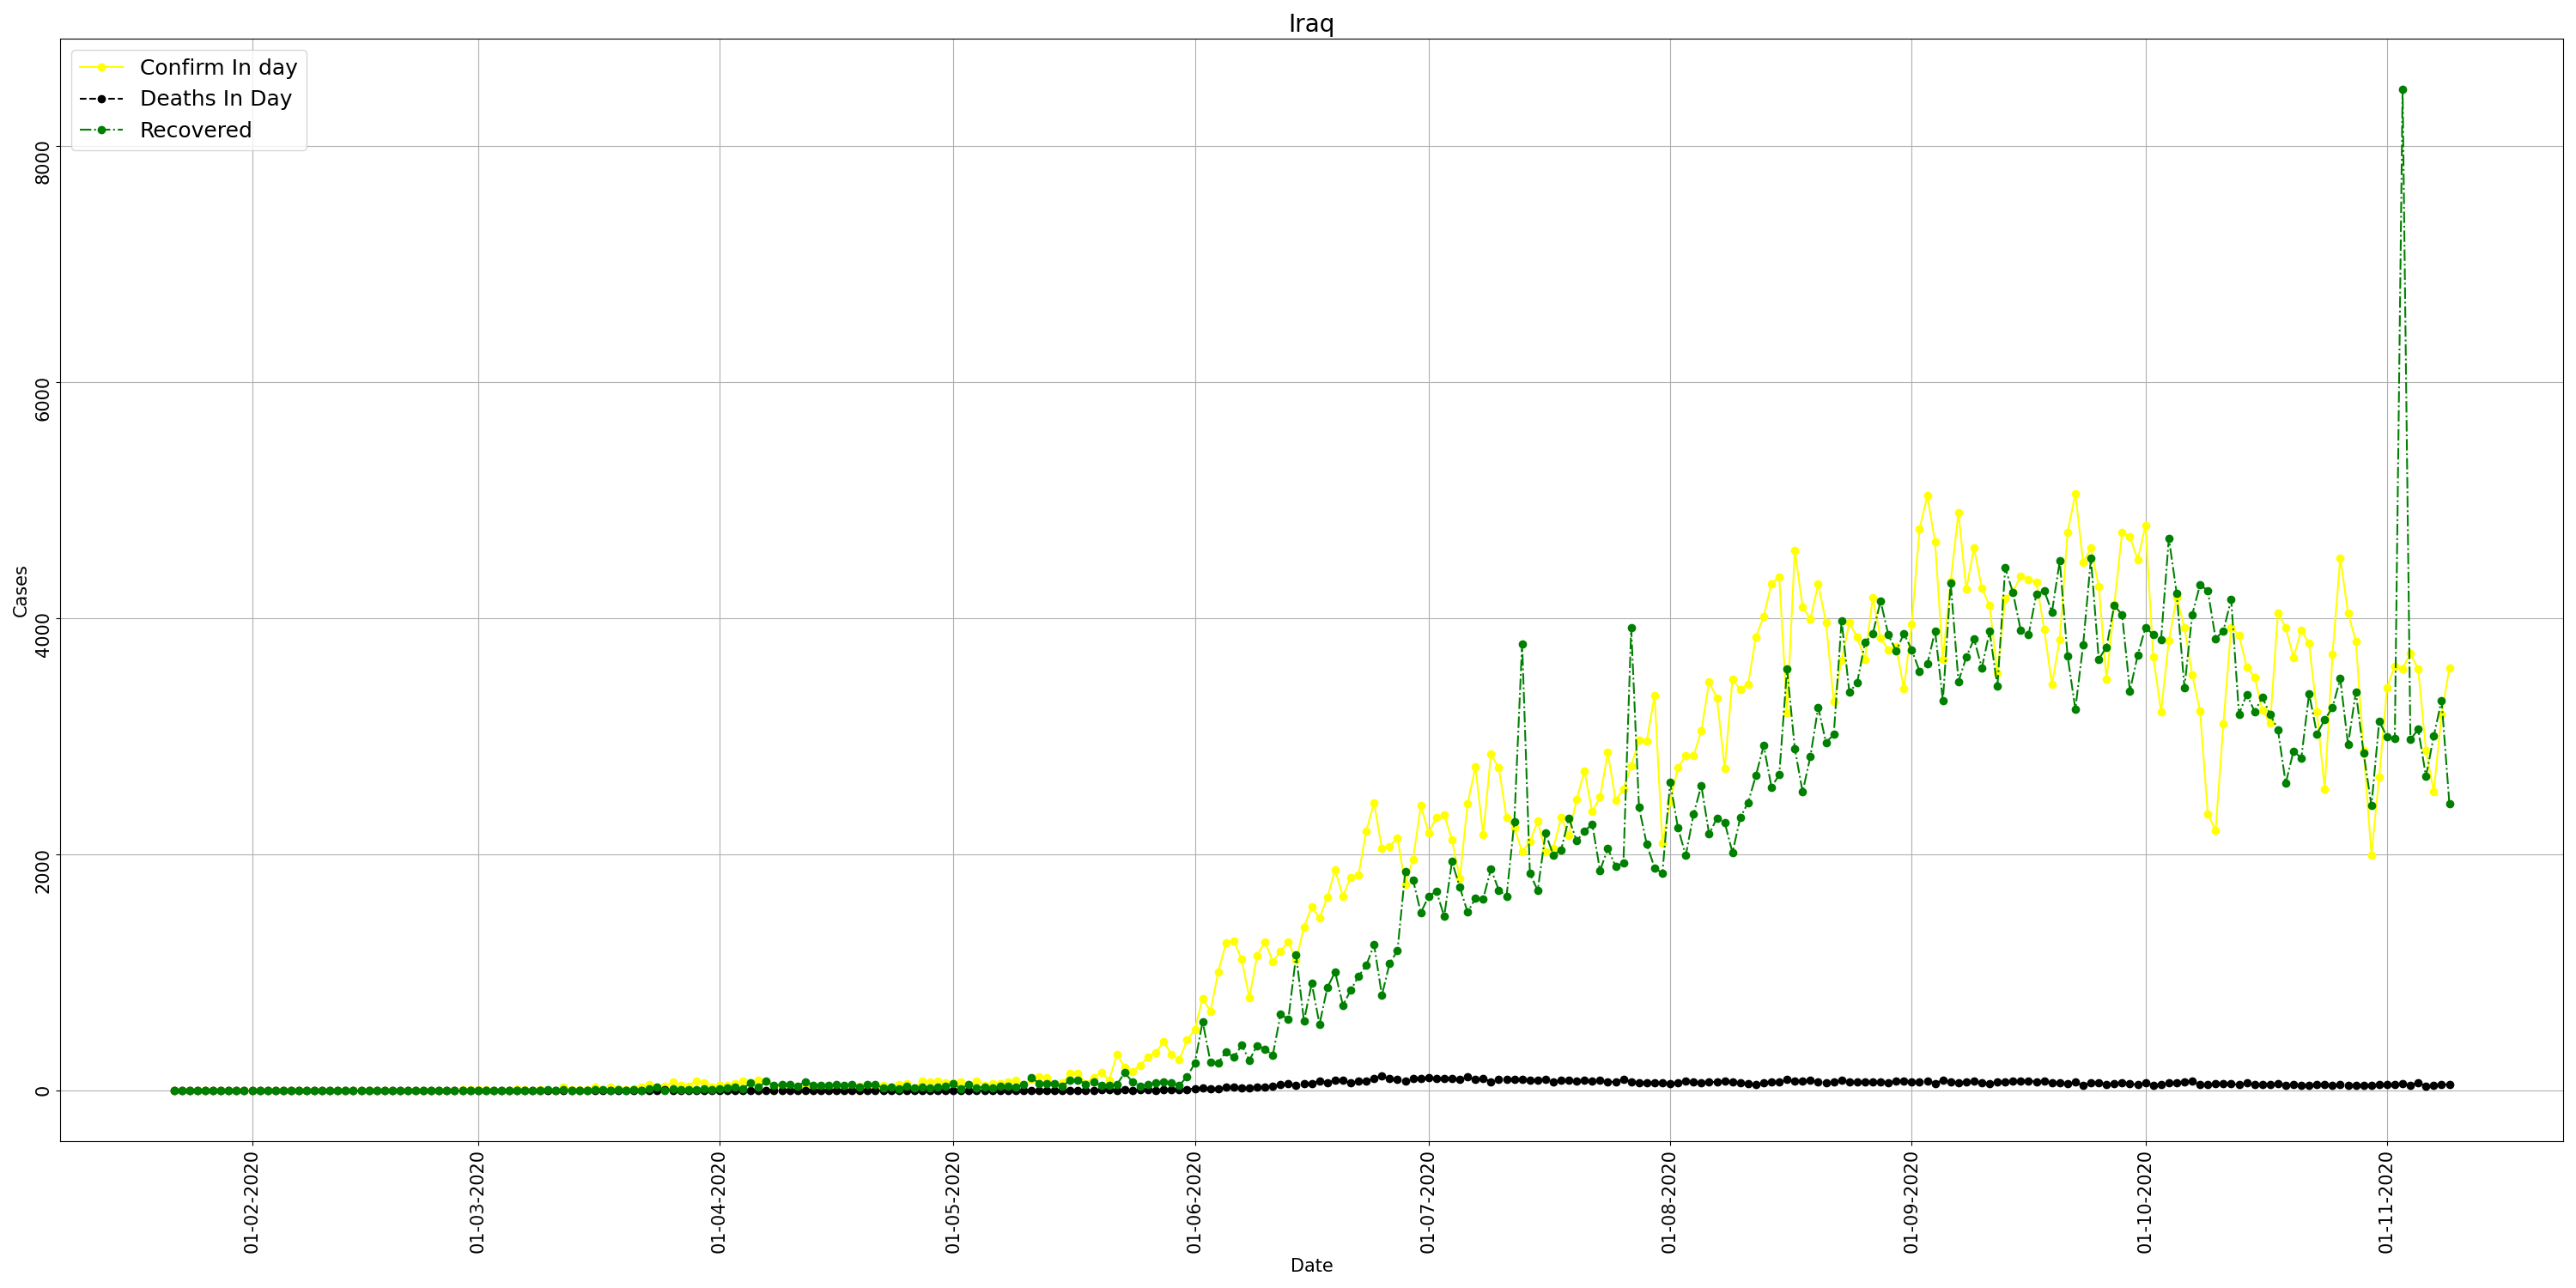 Iraq
Confirm In day
Deaths In Day
Recovered
Cases
8000
6000
4000
2000
0
01-02-2020
01-03-2020
01-04-2020
01-05-2020
01-06-2020
01-07-2020
01-08-2020
01-09-2020
01-10-2020
01-11-2020
Date